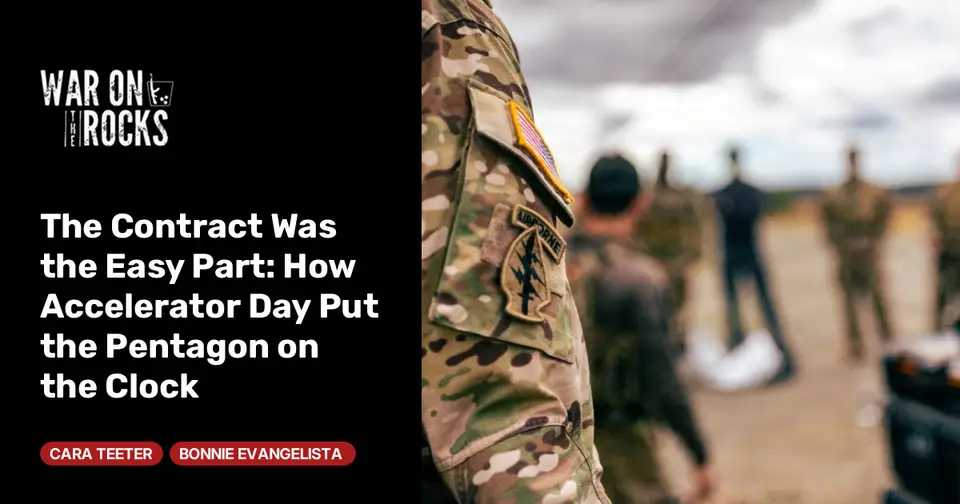 WAR ON
THE
ROCKS
The Contract Was
the Easy Part: How
Accelerator Day Put
the Pentagon on
the Clock
CARA TEETER
BONNIE EVANGELISTA
AIRBORNE